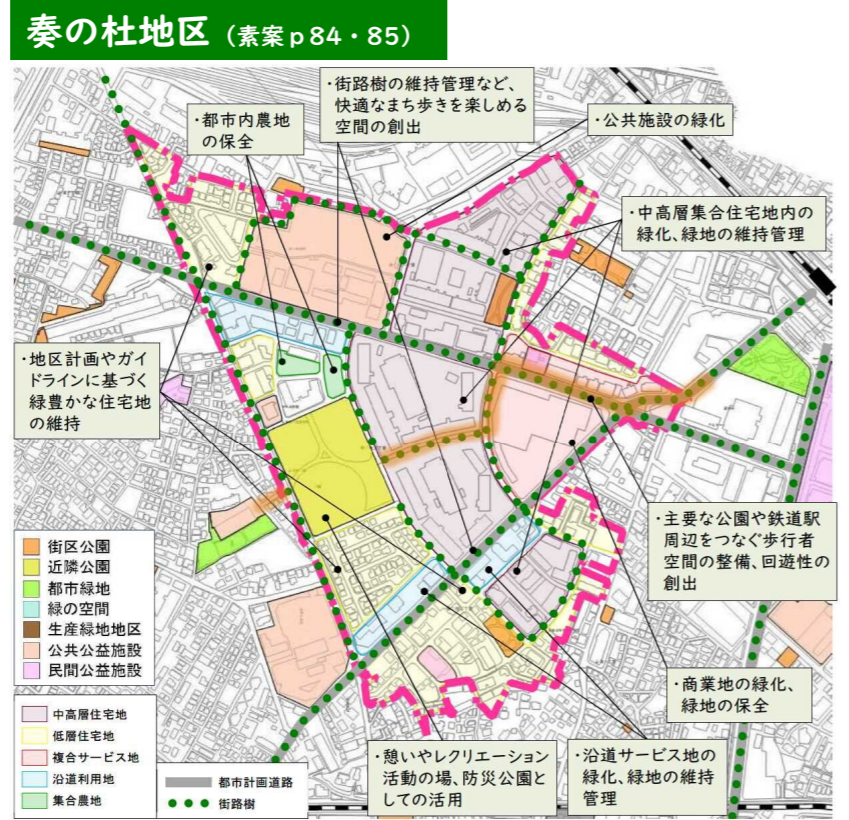 奏の杜地区（素案p84・85）
・街路樹の維持管理など、
快適なまち歩きを楽しめる
空間の創出
・都市内農地
の保全
・公共施設の緑化
・中高層集合住宅地内の
緑化、緑地の維持管理
・地区計画やガイ
ドラインに基づく
緑豊かな住宅地
の維持
・主要な公園や鉄道駅
周辺をつなぐ歩行者
空間の整備、回遊性の
創出
・商業地の緑化、
緑地の保全
・憩いやレクリエーション
活動の場、防災公園と
しての活用
・沿道サービス地の
緑化、緑地の維持
管理
街区公園
近隣公園
都市緑地
緑の空間
生産緑地地区
公共公益施設
民間公益施設
中高層住宅地
低層住宅地
複合サービス地
沿道利用地
集合農地
都市計画道路
街路樹